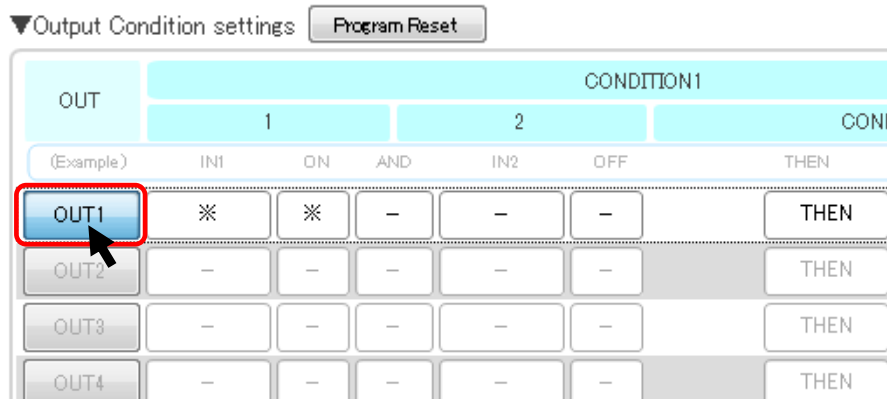 ▼Output Condition settings Program Reset
OUT CONDITION1
1 2 CONI
(Example) IN1 ON AND IN2 OFF THEN
OUT1 ※ ※ － － － THEN
OUT2 － － － － － THEN
OUT3 － － － － － THEN
OUT4 － － － － － THEN